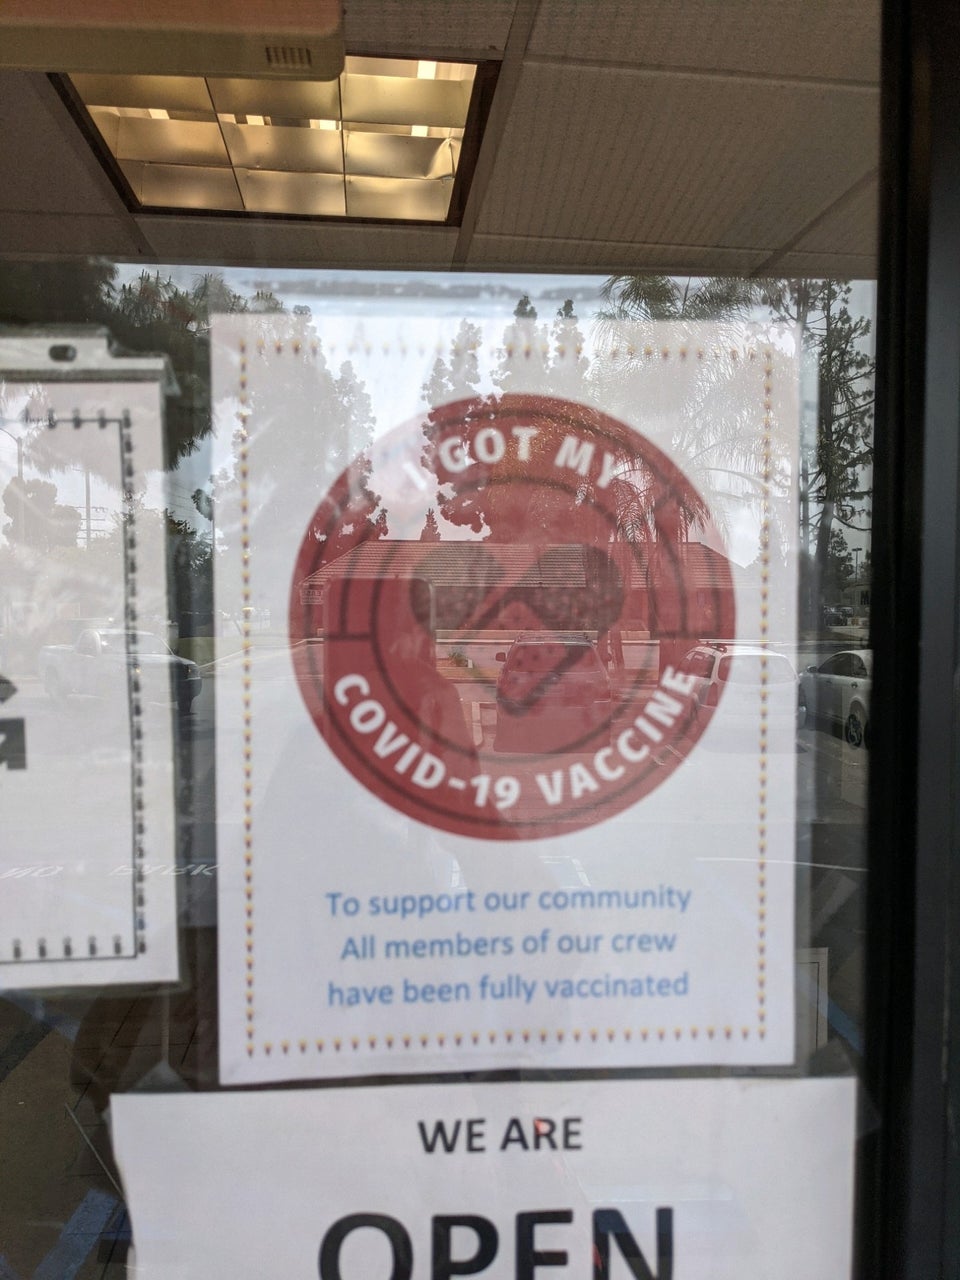 I GOT MY
COVID-19 VACCINE
To support our community
All members of our crew
have been fully vaccinated
WE ARE
OPEN